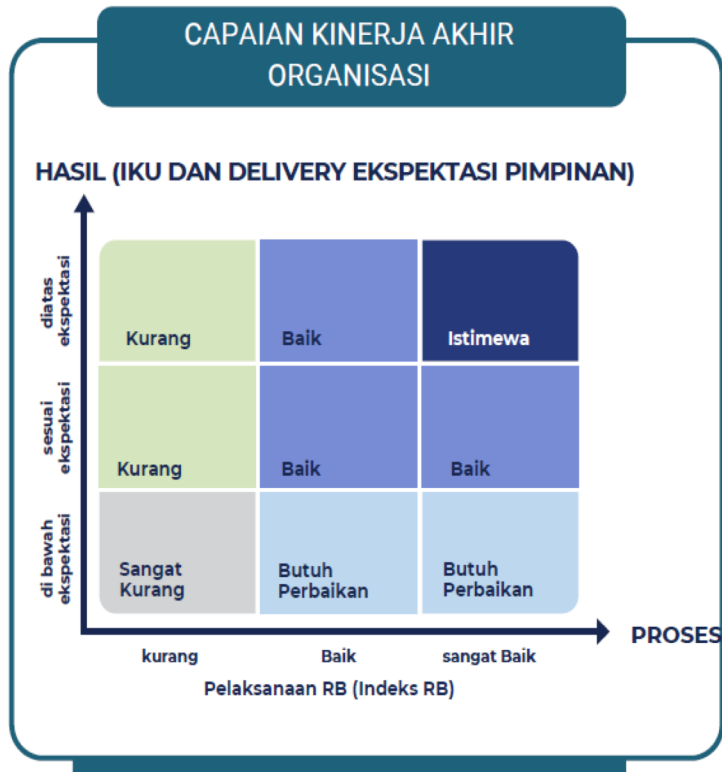 CAPAIAN KINERJA AKHIR
ORGANISASI
HASIL (IKU DAN DELIVERY EKSPEKTASI PIMPINAN)
diatas
ekspektasi
Kurang
Baik
Istimewa
sesuai
ekspektasi
Kurang
Baik
Baik
di bawah
ekspektasi
Sangat
Kurang
Butuh
Perbaikan
Butuh
Perbaikan
PROSES
kurang
Baik
sangat Baik
Pelaksanaan RB (Indeks RB)